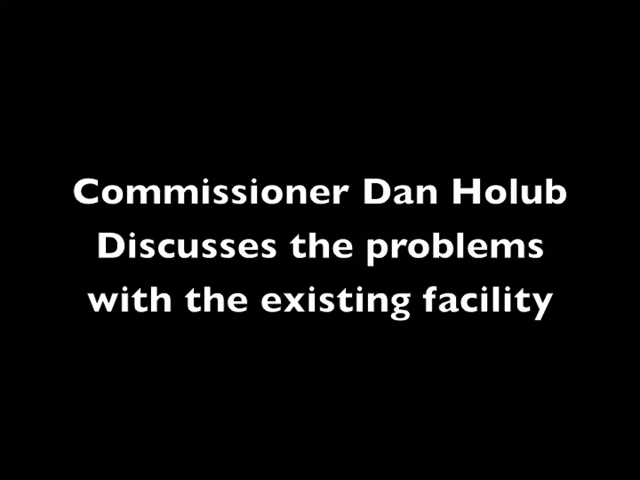 Commissioner Dan Holub
Discusses the problems
with the existing facility